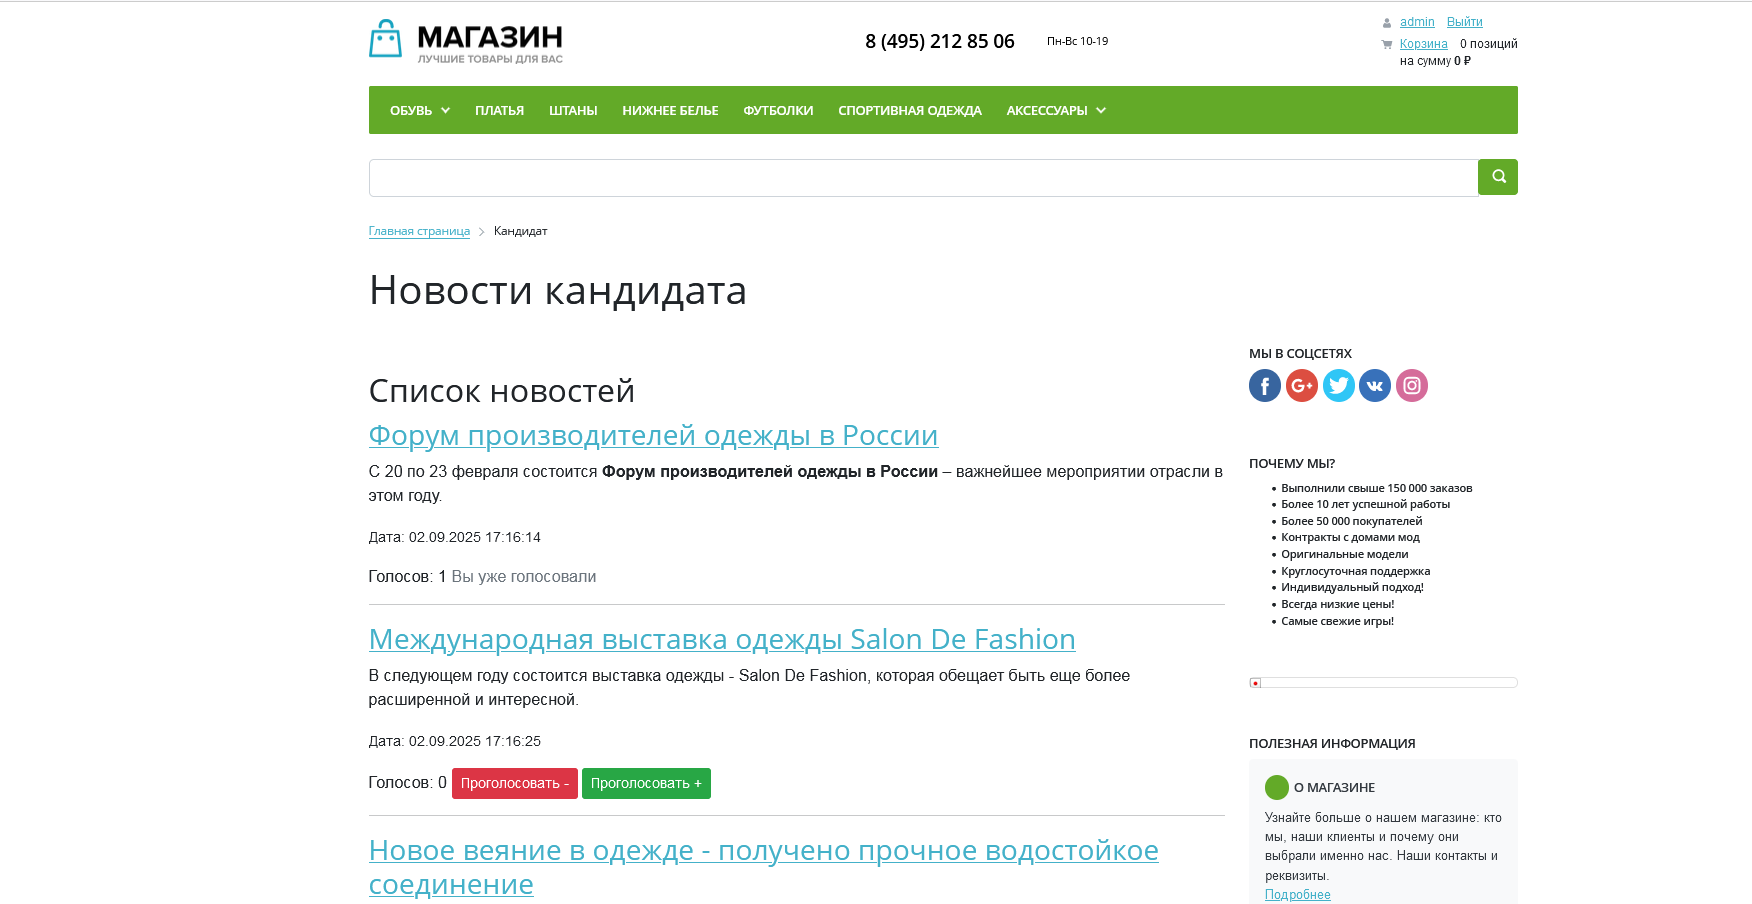 МАГАЗИН
ЛУЧШИЕ ТОВАРЫ ДЛЯ ВАС
8 (495) 212 85 06
Пн-Вс 10-19
admin Выйти
Корзина 0 позиций
на сумму 0 ₽
ОБУВЬ ПЛАТЬЯ ШТАНЫ НИЖНЕЕ БЕЛЬЕ ФУТБОЛКИ СПОРТИВНАЯ ОДЕЖДА АКСЕССУАРЫ
Главная страница Кандидат
Новости кандидата
Список новостей
Форум производителей одежды в России
С 20 по 23 февраля состоится Форум производителей одежды в России – важнейшее мероприятии отрасли в
этом году.
Дата: 02.09.2025 17:16:14
Голосов: 1 Вы уже голосовали
Международная выставка одежды Salon De Fashion
В следующем году состоится выставка одежды - Salon De Fashion, которая обещает быть еще более
расширенной и интересной.
Дата: 02.09.2025 17:16:25
Голосов: 0 Проголосовать - Проголосовать +
Новое веяние в одежде - получено прочное водостойкое
соединение
МЫ В СОЦСЕТЯХ
ПОЧЕМУ МЫ?
• Выполнили свыше 150 000 заказов
• Более 10 лет успешной работы
• Более 50 000 покупателей
• Контракты с домами мод
• Оригинальные модели
• Круглосуточная поддержка
• Индивидуальный подход!
• Всегда низкие цены!
• Самые свежие игры!
ПОЛЕЗНАЯ ИНФОРМАЦИЯ
О МАГАЗИНЕ
Узнайте больше о нашем магазине: кто
мы, наши клиенты и почему они
выбрали именно нас. Наши контакты и
реквизиты.
Подробнее